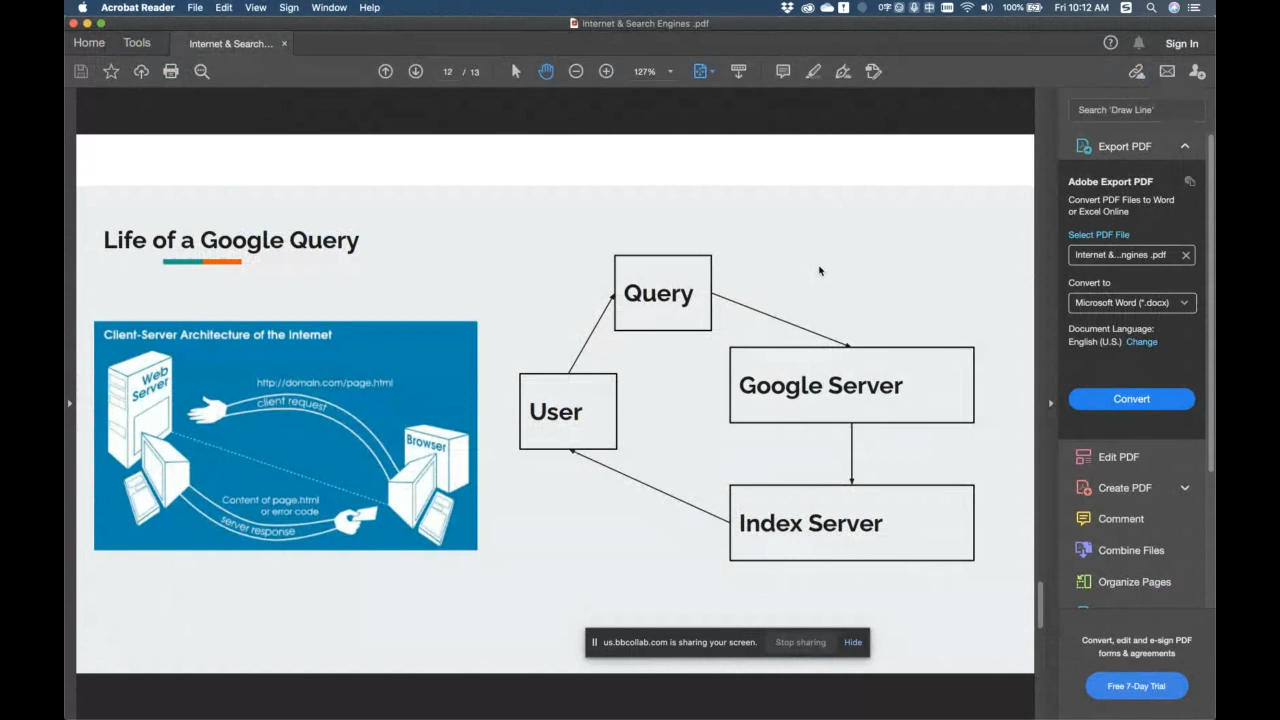 Acrobat Reader File Edit View Sign Window Help
100% Fri 10:12 AM
Internet & Search Engines .pdf
Home Tools Internet & Search... × Sign In
12 / 13 127%
Search 'Draw Line'
Export PDF
Adobe Export PDF
Convert PDF Files to Word
or Excel Online
Select PDF File
Internet &...ngines .pdf
Convert to
Microsoft Word (*.docx)
Document Language:
English (U.S.) Change
Convert
Edit PDF
Create PDF
Comment
Combine Files
Organize Pages
Convert, edit and e-sign PDF
forms & agreements
Free 7-Day Trial
Life of a Google Query
Client-Server Architecture of the Internet
Web
Server
http://domain.com/page.html
client request
Browser
Content of page.html
or error code
server response
Query
Google Server
User
Index Server
us.bbcollab.com is sharing your screen. Stop sharing Hide